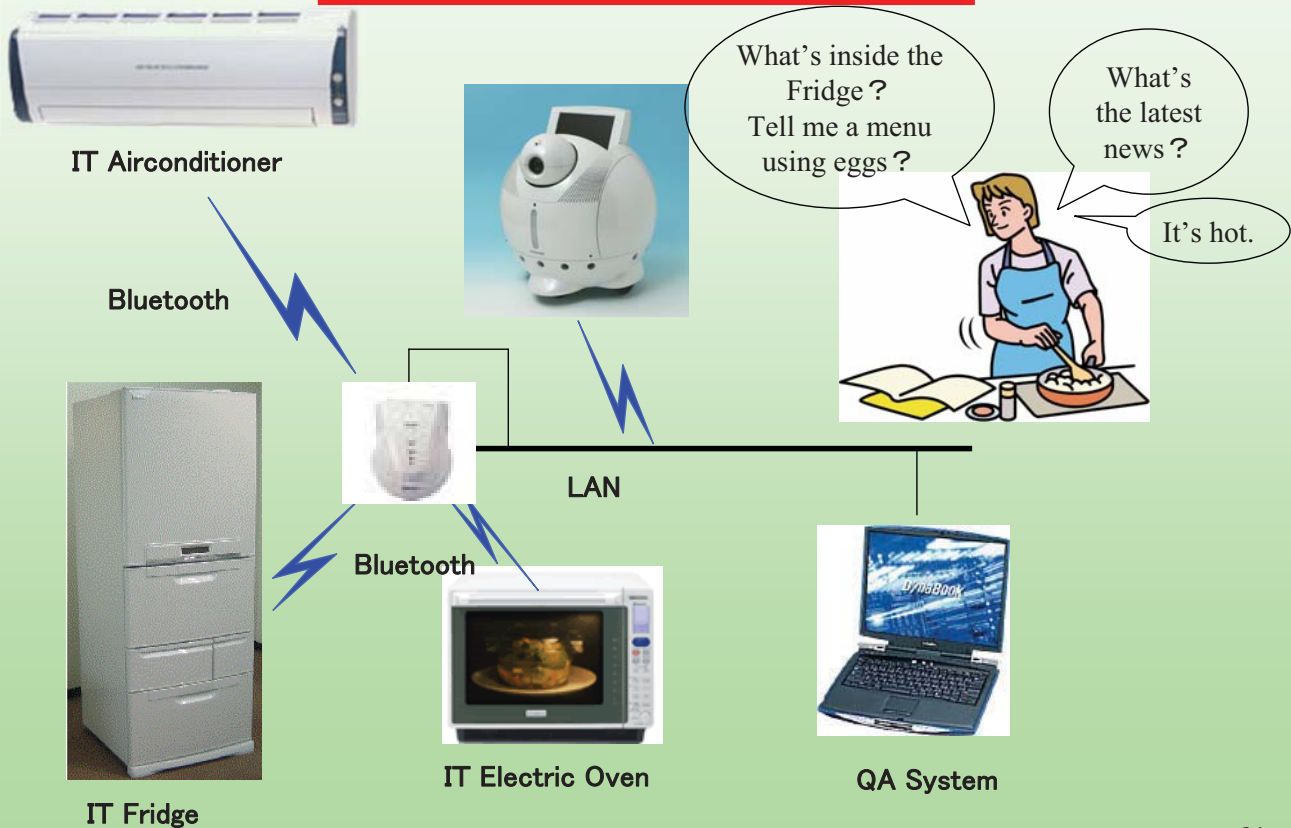 What's inside the
Fridge？
Tell me a menu
using eggs？
What's
the latest
news？
It's hot.
IT Airconditioner
Bluetooth
LAN
Bluetooth
DynaBook
IT Electric Oven
QA System
IT Fridge